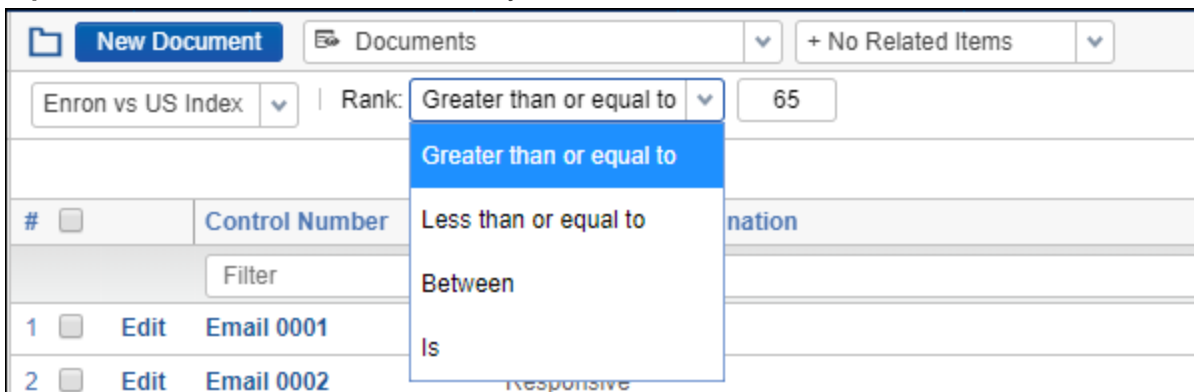 New Document Documents + No Related Items
Enron vs US Index Rank: Greater than or equal to 65
Greater than or equal to
# Control Number Less than or equal to nation
Filter Between
1 Edit Email 0001
Is
2 Edit Email 0002 Responsive